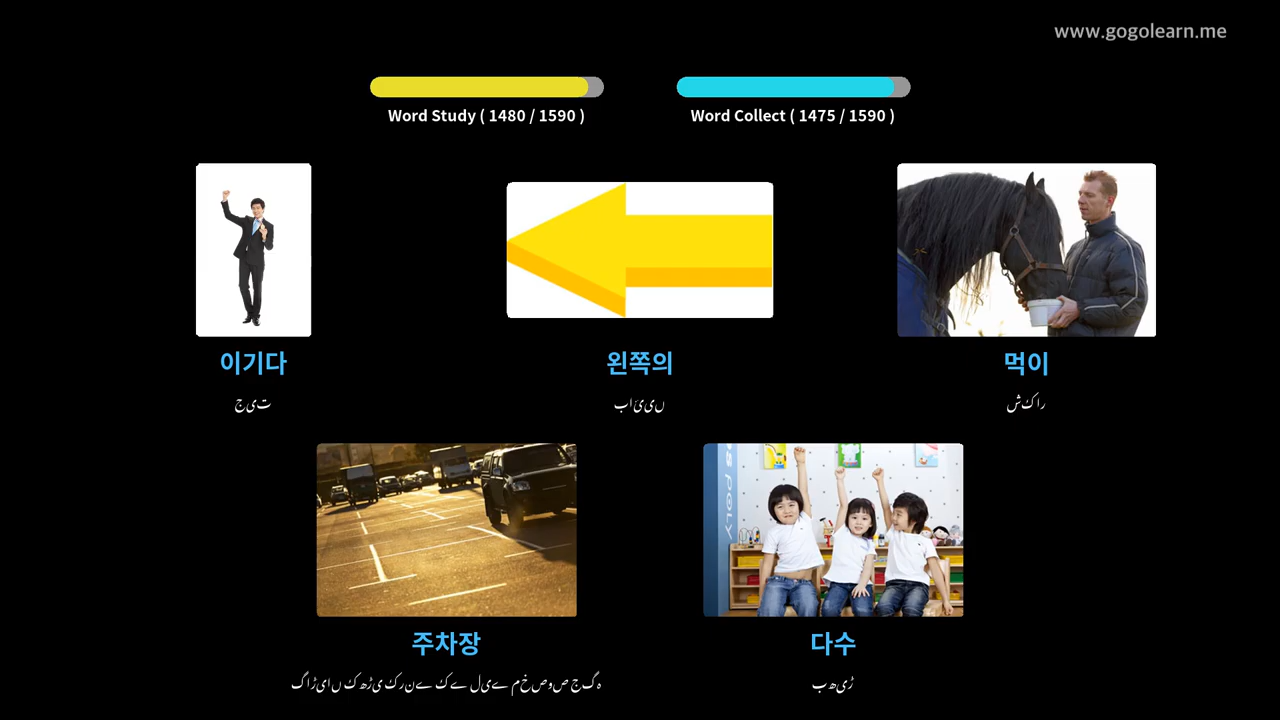 www.gogolearn.me
Word Study ( 1480 / 1590 )
Word Collect ( 1475 / 1590 )
이기다
왼쪽의
먹이
جیت
بائیں
شکار
주차장
다수
گاڑیاں کھڑی کرنے کے لیے مخصوص جگہ
بھیڑ